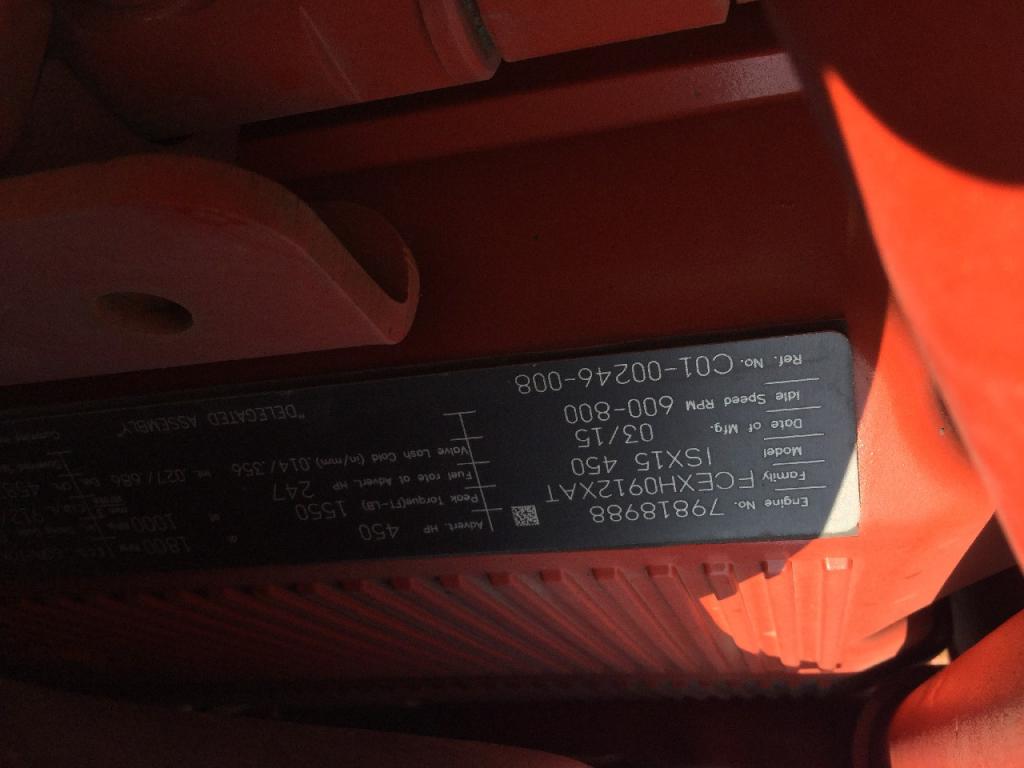 Engine No. 79818988
Family FCEXH0912XAT
Model ISX15 450
Date of Mfg. 03/15
Idle Speed RPM 600-800
Ref. No. C01-00246-008
Advert. HP 450 1800
Peak Torque(Ft-LB) 1550 1000
Fuel rate at Advert. HP 247
Valve Lash Cold (in/mm) .014/.356 .027/.686
"DELEGATED ASSEMBLY"